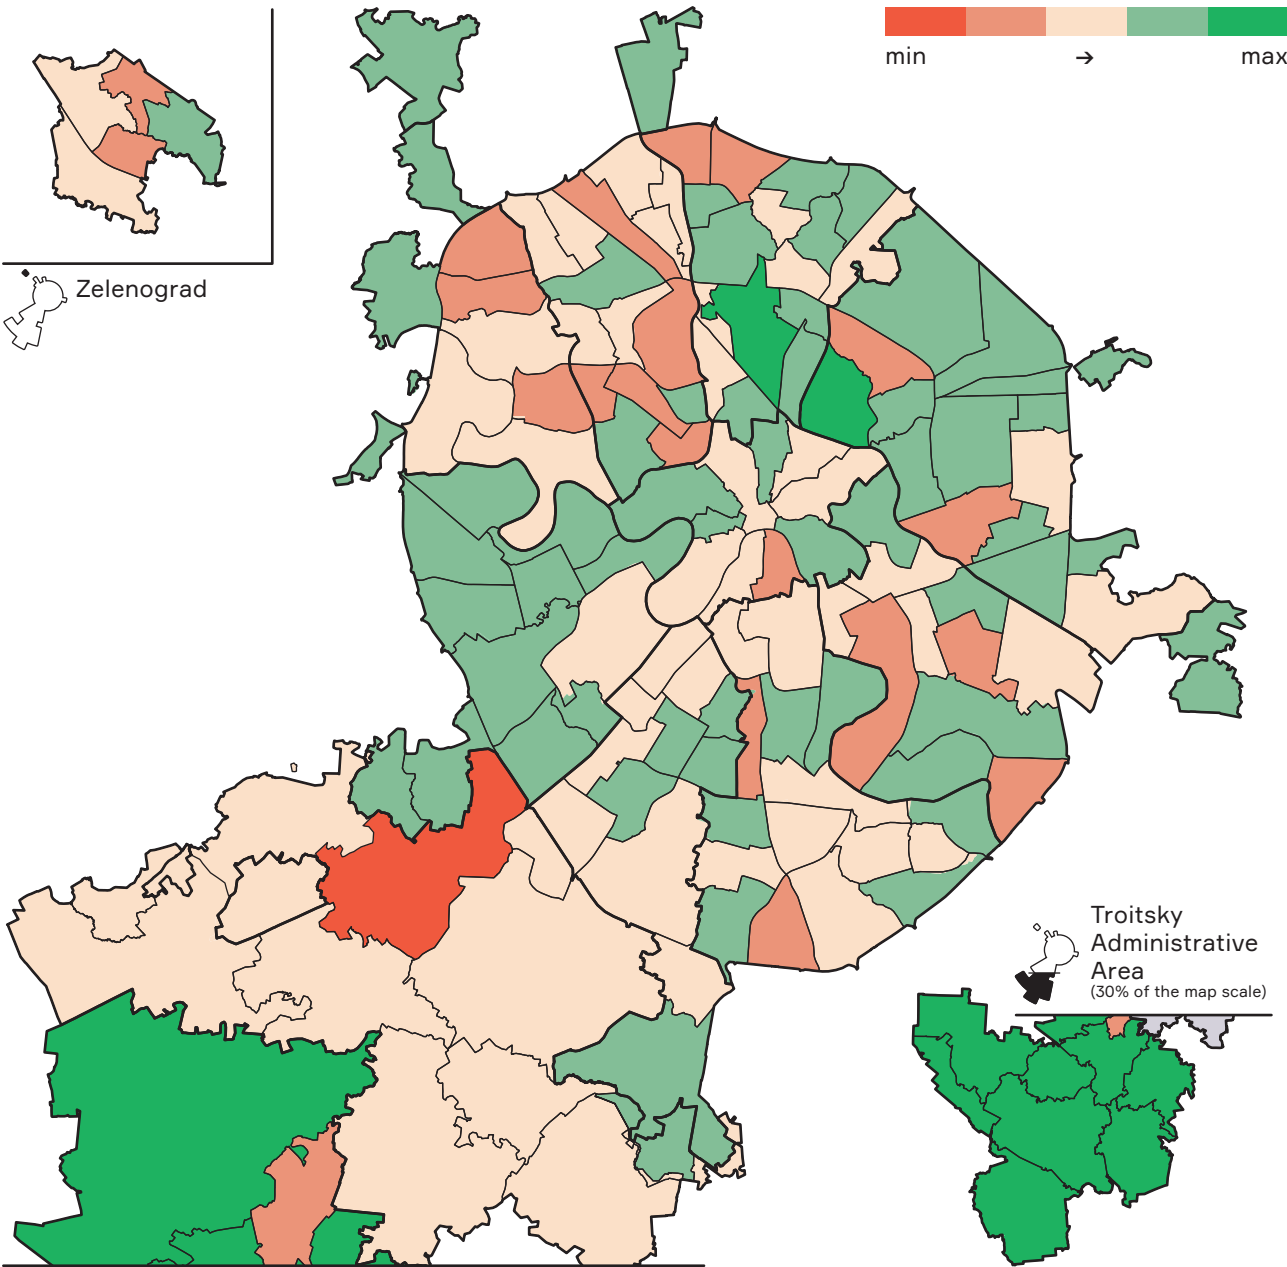 min → max
Zelenograd
Troitsky
Administrative
Area
(30% of the map scale)